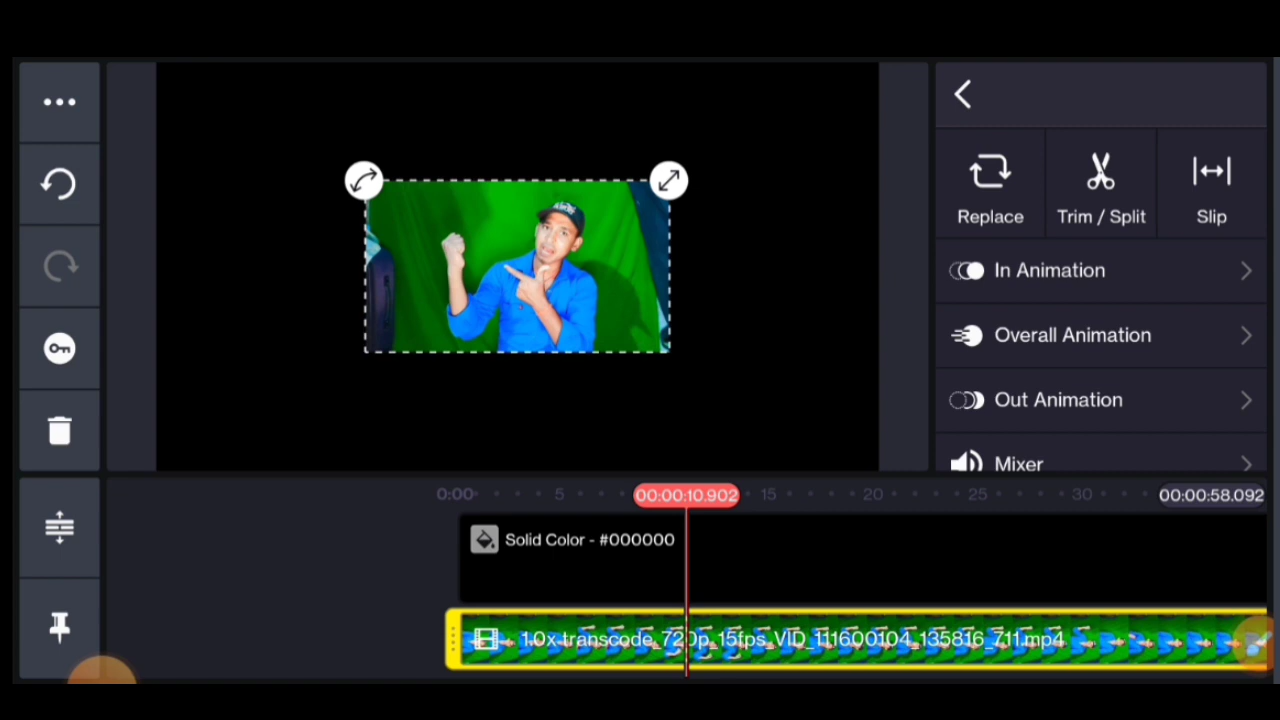 Replace
Trim / Split
Slip
In Animation
Overall Animation
Out Animation
Mixer
0:00 5 00:00:10.902 15 20 25 30 00:00:58.092
Solid Color - #000000
1.0x transcode_720p_15fps_VID_111600104_135816_711.mp4